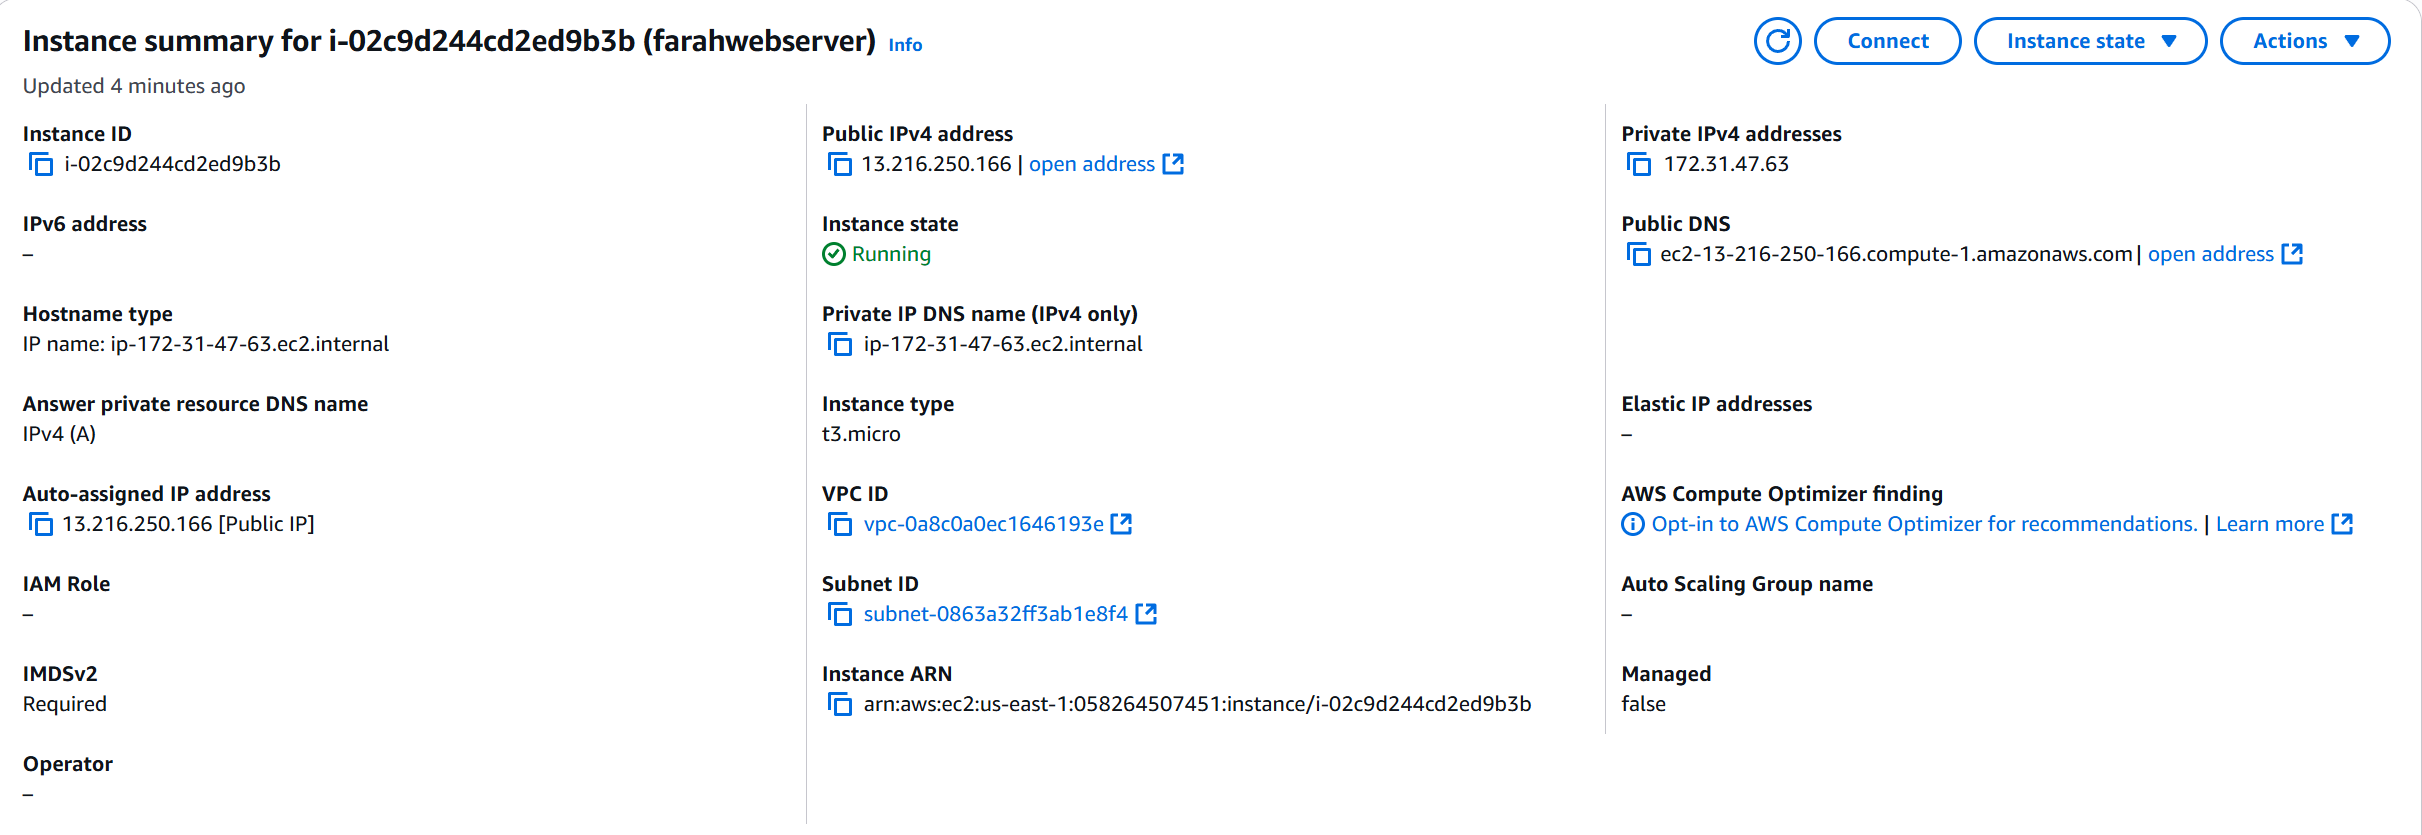 Instance summary for i-02c9d244cd2ed9b3b (farahwebserver) Info
Connect
Instance state
Actions
Updated 4 minutes ago
Instance ID
i-02c9d244cd2ed9b3b
Public IPv4 address
13.216.250.166 | open address
Private IPv4 addresses
172.31.47.63
IPv6 address
–
Instance state
Running
Public DNS
ec2-13-216-250-166.compute-1.amazonaws.com | open address
Hostname type
IP name: ip-172-31-47-63.ec2.internal
Private IP DNS name (IPv4 only)
ip-172-31-47-63.ec2.internal
Answer private resource DNS name
IPv4 (A)
Instance type
t3.micro
Elastic IP addresses
–
Auto-assigned IP address
13.216.250.166 [Public IP]
VPC ID
vpc-0a8c0a0ec1646193e
AWS Compute Optimizer finding
Opt-in to AWS Compute Optimizer for recommendations. | Learn more
IAM Role
–
Subnet ID
subnet-0863a32ff3ab1e8f4
Auto Scaling Group name
–
IMDSv2
Required
Instance ARN
arn:aws:ec2:us-east-1:058264507451:instance/i-02c9d244cd2ed9b3b
Managed
false
Operator
–